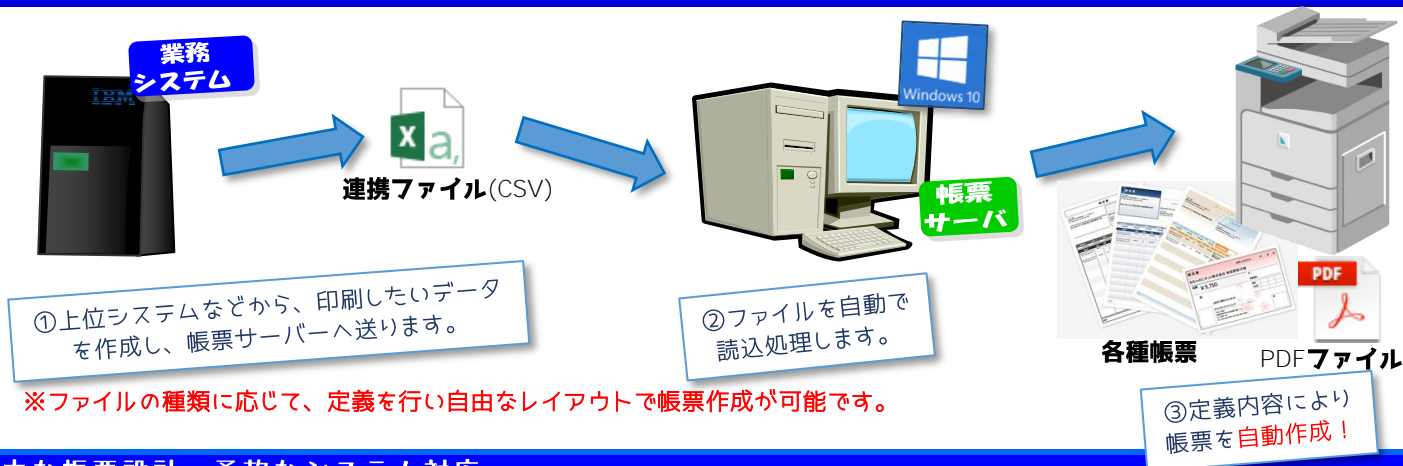 業務
システム
IBM
Windows 10
連携ファイル(CSV)
帳票
サーバ
①上位システムなどから、印刷したいデータ
を作成し、帳票サーバーへ送ります。
②ファイルを自動で
読込処理します。
PDF
各種帳票
PDFファイル
※ファイルの種類に応じて、定義を行い自由なレイアウトで帳票作成が可能です。
③定義内容により
帳票を自動作成！